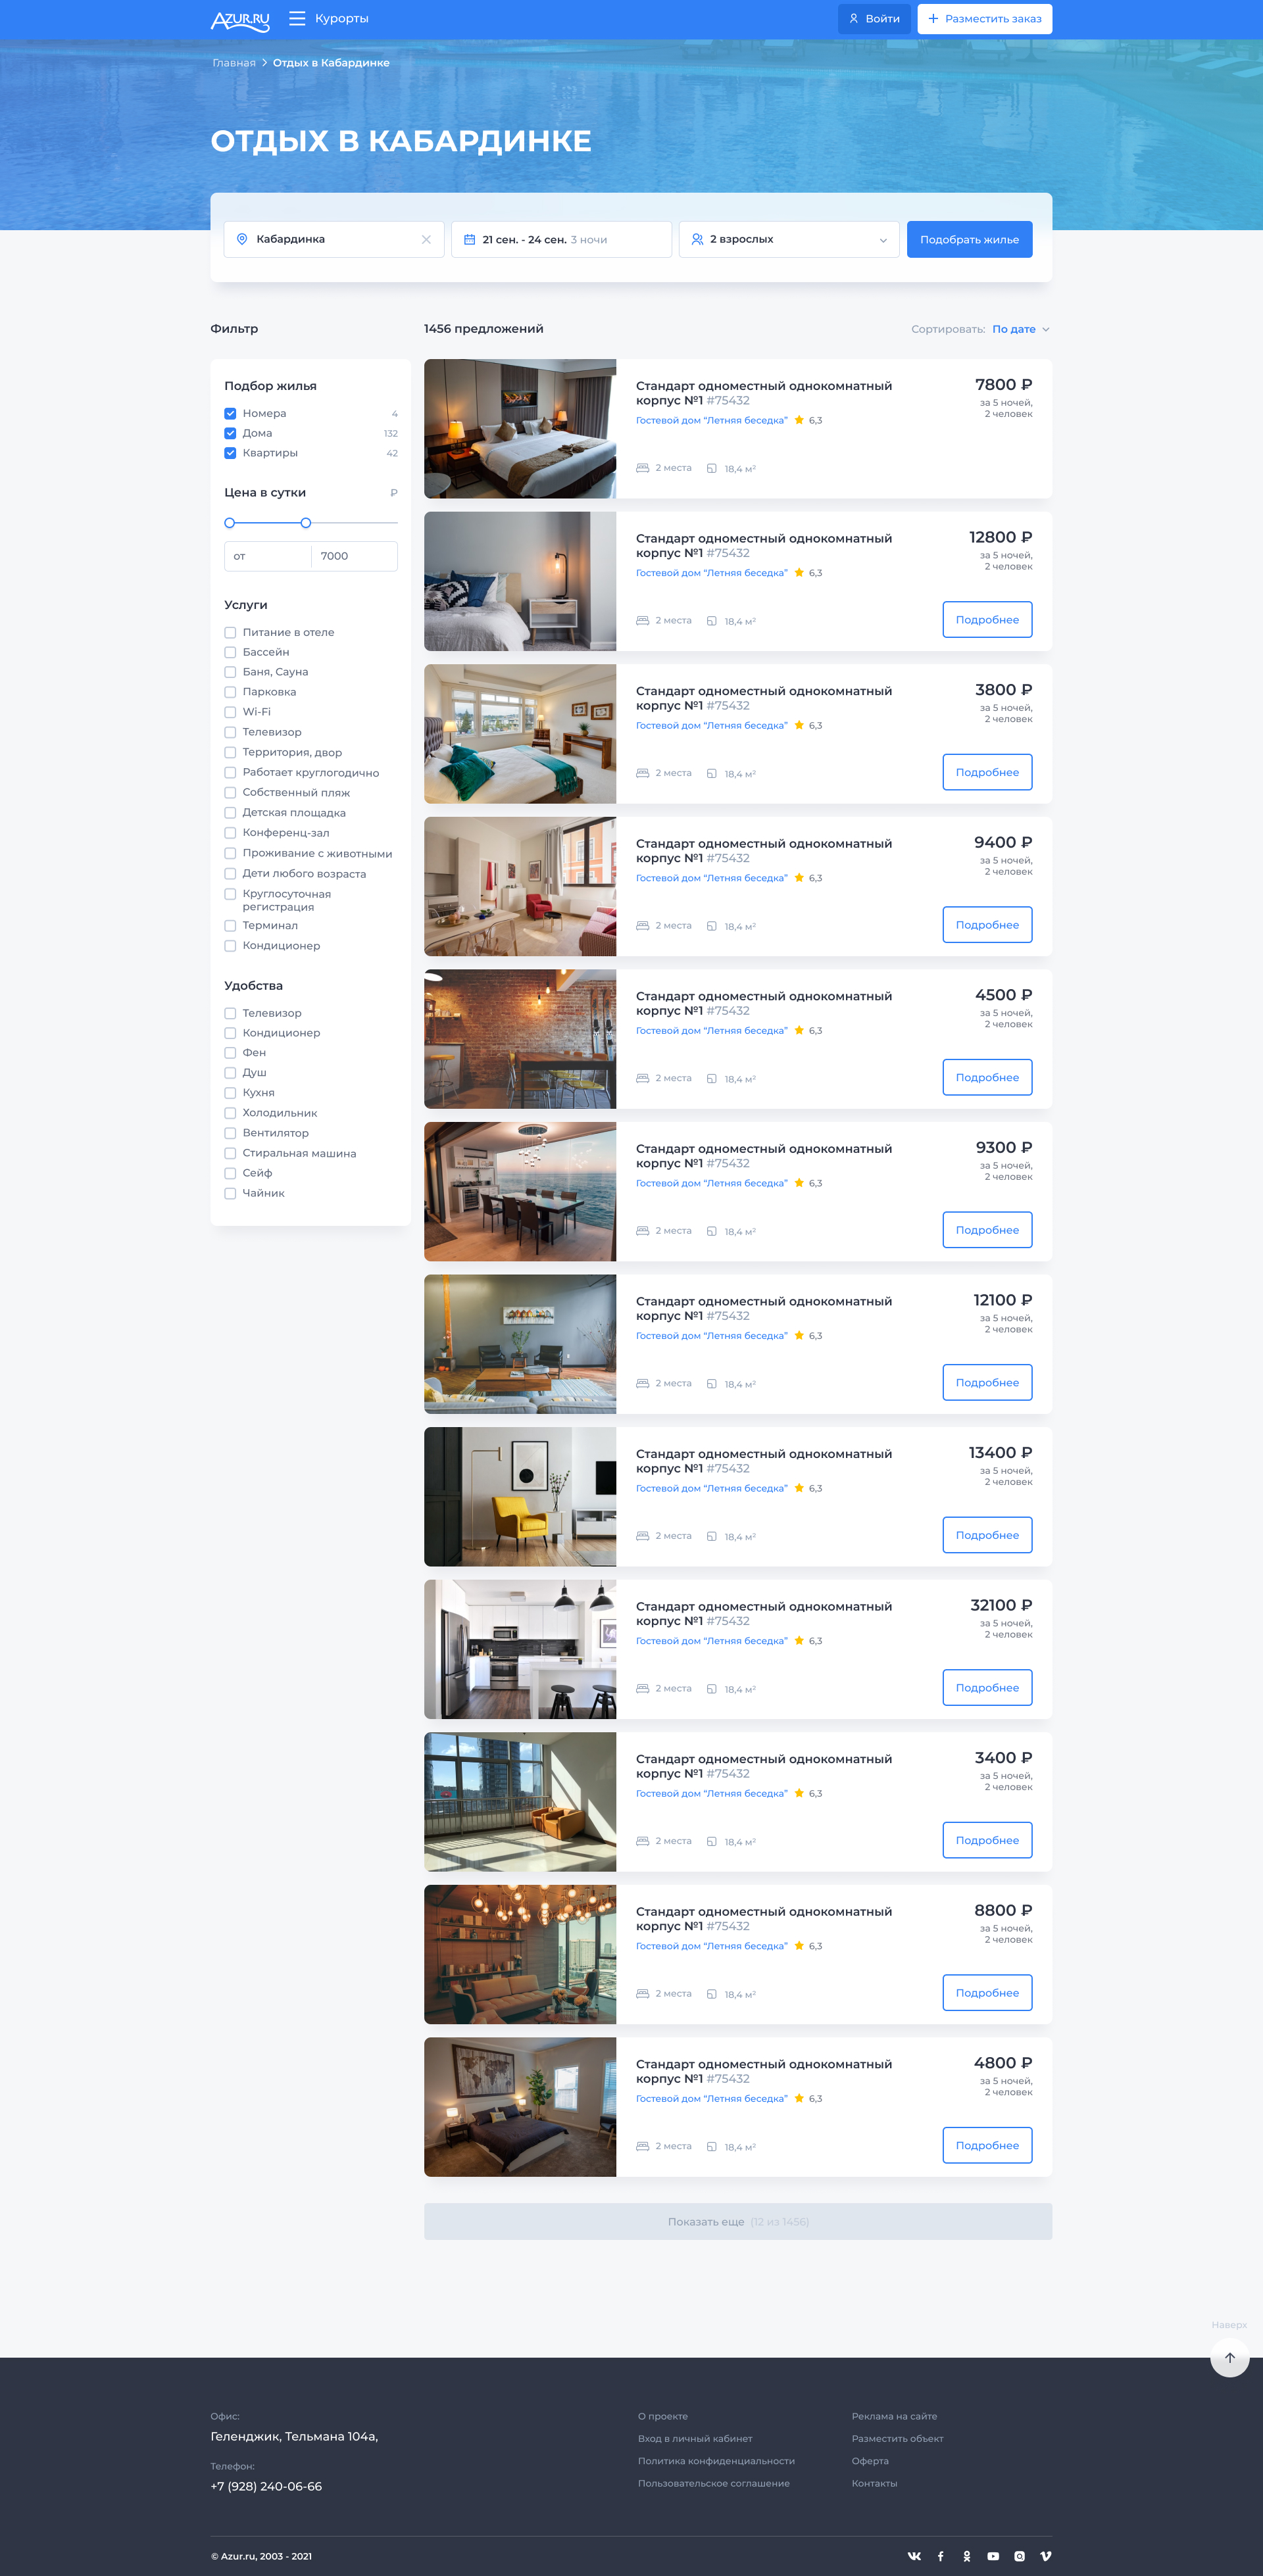 AZUR.RU
Курорты
Войти
Разместить заказ
Главная > Отдых в Кабардинке
ОТДЫХ В КАБАРДИНКЕ
Кабардинка
21 сен. - 24 сен. 3 ночи
2 взрослых
Подобрать жилье
Фильтр
Подбор жилья
Номера 4
Дома 132
Квартиры 42
Цена в сутки ₽
от 7000
Услуги
Питание в отеле
Бассейн
Баня, Сауна
Парковка
Wi-Fi
Телевизор
Территория, двор
Работает круглогодично
Собственный пляж
Детская площадка
Конференц-зал
Проживание с животными
Дети любого возраста
Круглосуточная
регистрация
Терминал
Кондиционер
Удобства
Телевизор
Кондиционер
Фен
Душ
Кухня
Холодильник
Вентилятор
Стиральная машина
Сейф
Чайник
1456 предложений
Сортировать: По дате
Стандарт одноместный однокомнатный
корпус №1 #75432
Гостевой дом “Летняя беседка” 6,3
2 места 18,4 м²
7800 ₽
за 5 ночей,
2 человек
Стандарт одноместный однокомнатный
корпус №1 #75432
Гостевой дом “Летняя беседка” 6,3
2 места 18,4 м²
12800 ₽
за 5 ночей,
2 человек
Подробнее
Стандарт одноместный однокомнатный
корпус №1 #75432
Гостевой дом “Летняя беседка” 6,3
2 места 18,4 м²
3800 ₽
за 5 ночей,
2 человек
Подробнее
Стандарт одноместный однокомнатный
корпус №1 #75432
Гостевой дом “Летняя беседка” 6,3
2 места 18,4 м²
9400 ₽
за 5 ночей,
2 человек
Подробнее
Стандарт одноместный однокомнатный
корпус №1 #75432
Гостевой дом “Летняя беседка” 6,3
2 места 18,4 м²
4500 ₽
за 5 ночей,
2 человек
Подробнее
Стандарт одноместный однокомнатный
корпус №1 #75432
Гостевой дом “Летняя беседка” 6,3
2 места 18,4 м²
9300 ₽
за 5 ночей,
2 человек
Подробнее
Стандарт одноместный однокомнатный
корпус №1 #75432
Гостевой дом “Летняя беседка” 6,3
2 места 18,4 м²
12100 ₽
за 5 ночей,
2 человек
Подробнее
Стандарт одноместный однокомнатный
корпус №1 #75432
Гостевой дом “Летняя беседка” 6,3
2 места 18,4 м²
13400 ₽
за 5 ночей,
2 человек
Подробнее
Стандарт одноместный однокомнатный
корпус №1 #75432
Гостевой дом “Летняя беседка” 6,3
2 места 18,4 м²
32100 ₽
за 5 ночей,
2 человек
Подробнее
Стандарт одноместный однокомнатный
корпус №1 #75432
Гостевой дом “Летняя беседка” 6,3
2 места 18,4 м²
3400 ₽
за 5 ночей,
2 человек
Подробнее
Стандарт одноместный однокомнатный
корпус №1 #75432
Гостевой дом “Летняя беседка” 6,3
2 места 18,4 м²
8800 ₽
за 5 ночей,
2 человек
Подробнее
Стандарт одноместный однокомнатный
корпус №1 #75432
Гостевой дом “Летняя беседка” 6,3
2 места 18,4 м²
4800 ₽
за 5 ночей,
2 человек
Подробнее
Показать еще (12 из 1456)
Наверх
Офис:
Геленджик, Тельмана 104а,
Телефон:
+7 (928) 240-06-66
О проекте
Вход в личный кабинет
Политика конфиденциальности
Пользовательское соглашение
Реклама на сайте
Разместить объект
Оферта
Контакты
© Azur.ru, 2003 - 2021